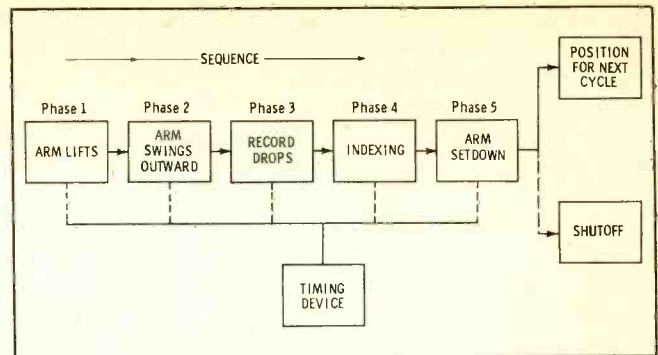 SEQUENCE
POSITION
FOR NEXT
CYCLE
Phase 1
Phase 2
Phase 3
Phase 4
Phase 5
ARM LIFTS
ARM
SWINGS
OUTWARD
RECORD
DROPS
INDEXING
ARM
SETDOWN
SHUTOFF
TIMING
DEVICE